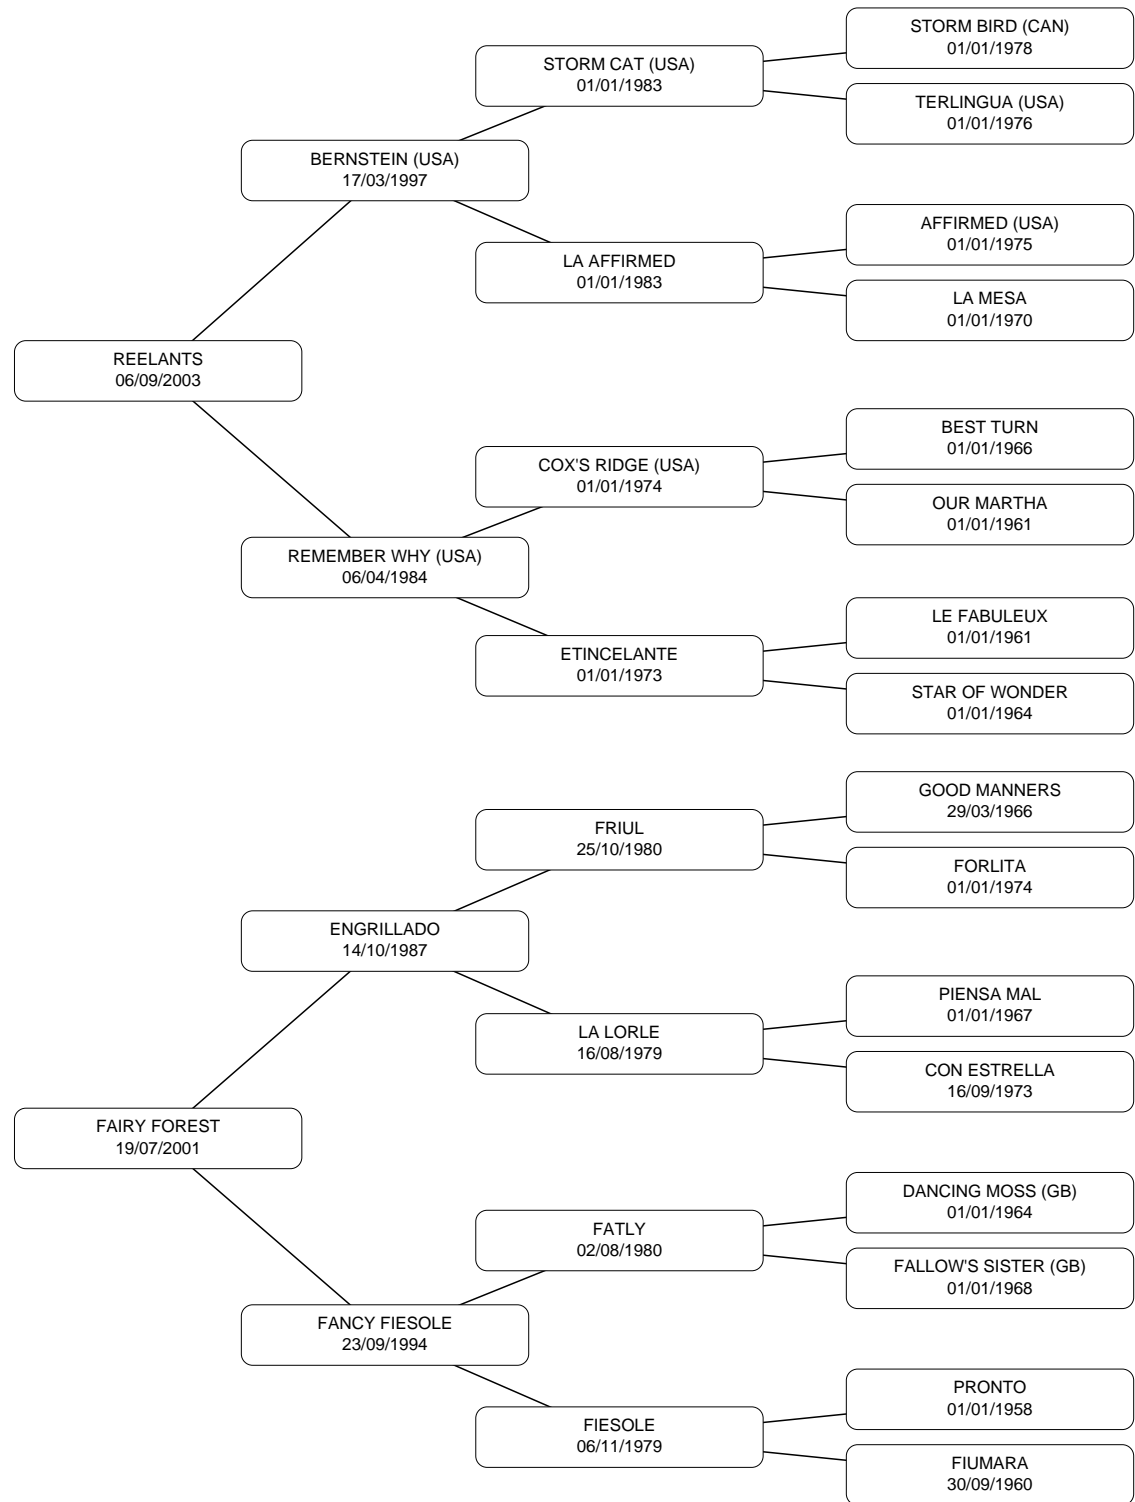 STORM BIRD (CAN)
01/01/1978
STORM CAT (USA)
01/01/1983
TERLINGUA (USA)
01/01/1976
BERNSTEIN (USA)
17/03/1997
AFFIRMED (USA)
01/01/1975
LA AFFIRMED
01/01/1983
LA MESA
01/01/1970
REELANTS
06/09/2003
BEST TURN
01/01/1966
COX'S RIDGE (USA)
01/01/1974
OUR MARTHA
01/01/1961
REMEMBER WHY (USA)
06/04/1984
LE FABULEUX
01/01/1961
ETINCELANTE
01/01/1973
STAR OF WONDER
01/01/1964
GOOD MANNERS
29/03/1966
FRIUL
25/10/1980
FORLITA
01/01/1974
ENGRILLADO
14/10/1987
PIENSA MAL
01/01/1967
LA LORLE
16/08/1979
CON ESTRELLA
16/09/1973
FAIRY FOREST
19/07/2001
DANCING MOSS (GB)
01/01/1964
FATLY
02/08/1980
FALLOW'S SISTER (GB)
01/01/1968
FANCY FIESOLE
23/09/1994
PRONTO
01/01/1958
FIESOLE
06/11/1979
FIUMARA
30/09/1960